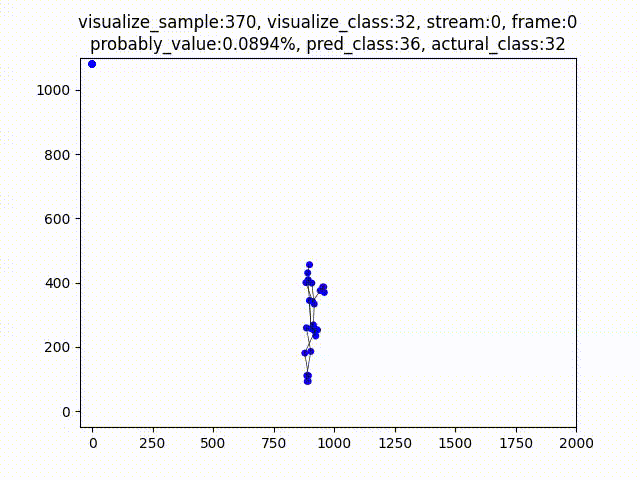 visualize_sample:370, visualize_class:32, stream:0, frame:0
probably_value:0.0894%, pred_class:36, actural_class:32
1000
800
600
400
200
0
0 250 500 750 1000 1250 1500 1750 2000